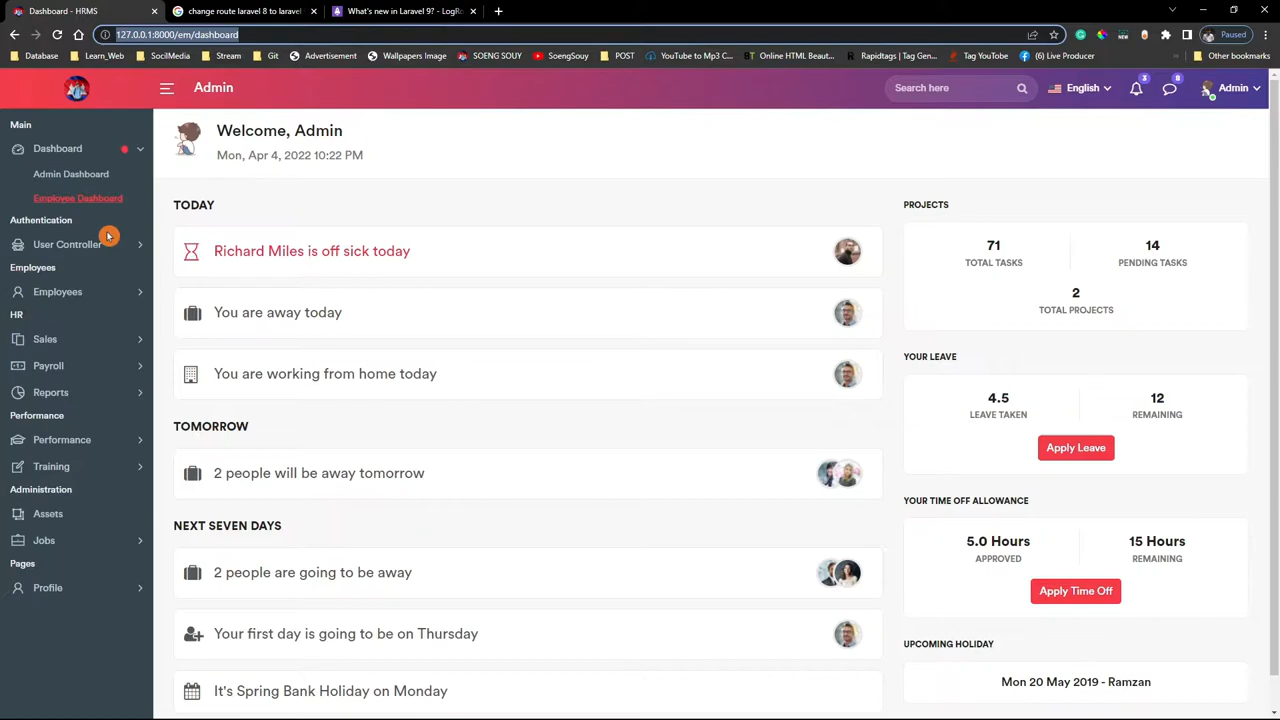 Dashboard - HRMS
change route laravel 8 to laravel
What's new in Laravel 9? - LogRo
127.0.0.1:8000/em/dashboard
Paused
Database
Learn_Web
SocilMedia
Stream
Git
Advertisement
Wallpapers Image
SOENG SOUY
SoengSouy
POST
YouTube to Mp3 C...
Online HTML Beaut...
Rapidtags | Tag Gen...
Tag YouTube
(6) Live Producer
Other bookmarks
Admin
Search here
English
3
8
Admin
Main
Dashboard
Admin Dashboard
Employee Dashboard
Authentication
User Controller
Employees
Employees
HR
Sales
Payroll
Reports
Performance
Performance
Training
Administration
Assets
Jobs
Pages
Profile
Welcome, Admin
Mon, Apr 4, 2022 10:22 PM
TODAY
Richard Miles is off sick today
You are away today
You are working from home today
TOMORROW
2 people will be away tomorrow
NEXT SEVEN DAYS
2 people are going to be away
Your first day is going to be on Thursday
It's Spring Bank Holiday on Monday
PROJECTS
71
TOTAL TASKS
14
PENDING TASKS
2
TOTAL PROJECTS
YOUR LEAVE
4.5
LEAVE TAKEN
12
REMAINING
Apply Leave
YOUR TIME OFF ALLOWANCE
5.0 Hours
APPROVED
15 Hours
REMAINING
Apply Time Off
UPCOMING HOLIDAY
Mon 20 May 2019 - Ramzan